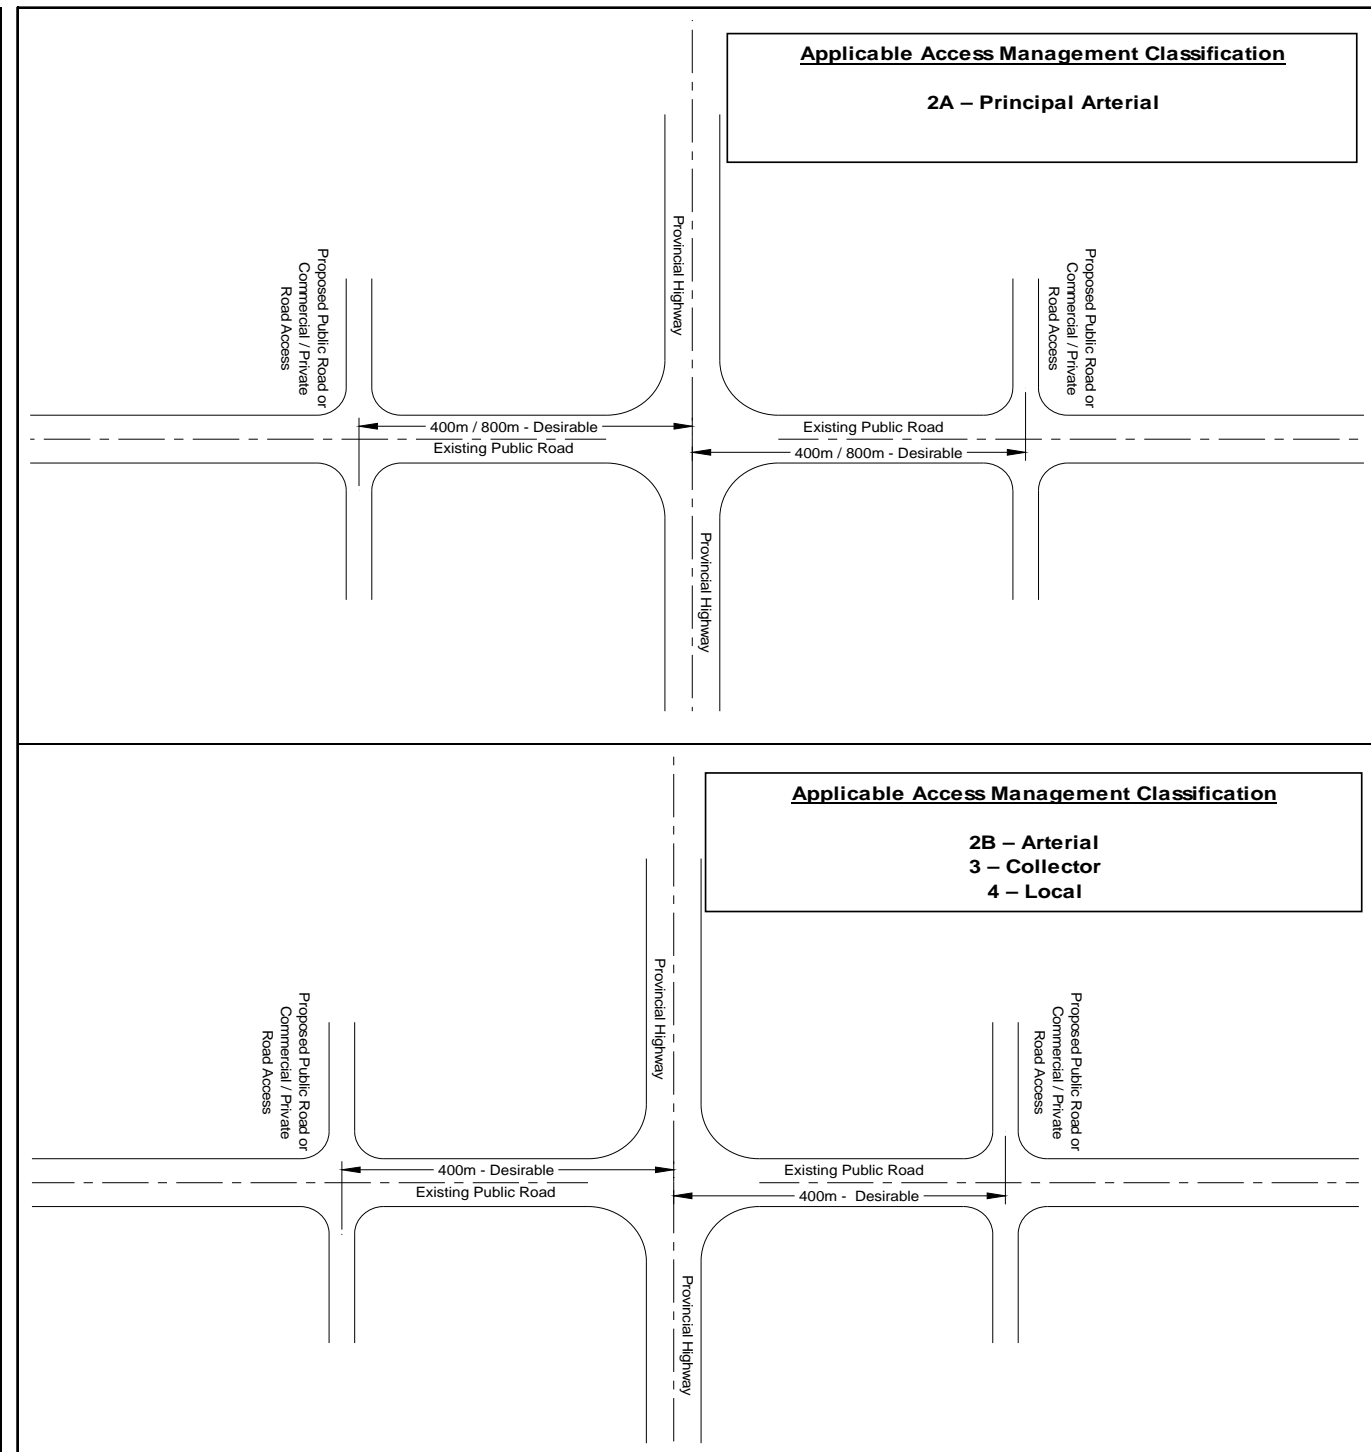 Applicable Access Management Classification
2A – Principal Arterial
Provincial Highway
Proposed Public Road or
Commercial / Private
Road Access
Proposed Public Road or
Commercial / Private
Road Access
400m / 800m - Desirable
Existing Public Road
Existing Public Road
400m / 800m - Desirable
Provincial Highway
Applicable Access Management Classification
2B – Arterial
3 – Collector
4 – Local
Provincial Highway
Proposed Public Road or
Commercial / Private
Road Access
Proposed Public Road or
Commercial / Private
Road Access
400m - Desirable
Existing Public Road
Existing Public Road
400m - Desirable
Provincial Highway